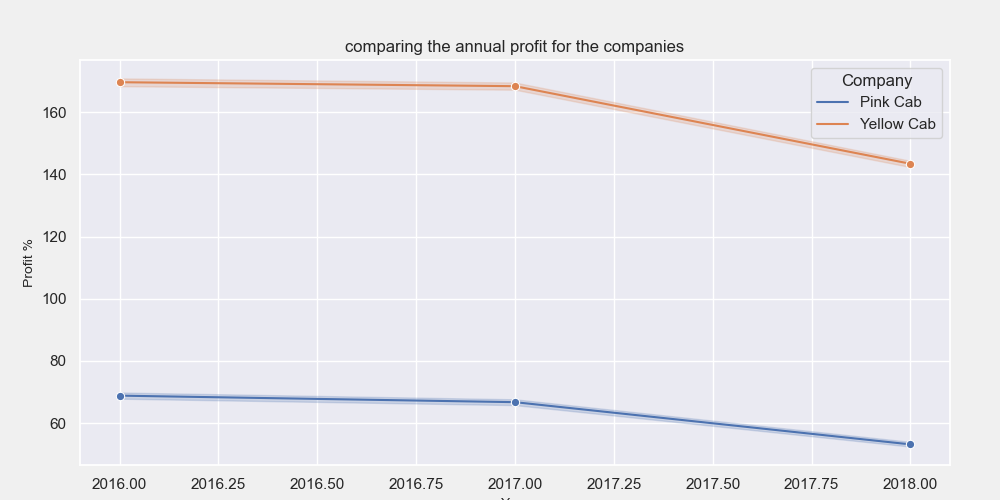 comparing the annual profit for the companies
Company
Pink Cab
Yellow Cab
Profit %
160
140
120
100
80
60
2016.00 2016.25 2016.50 2016.75 2017.00 2017.25 2017.50 2017.75 2018.00